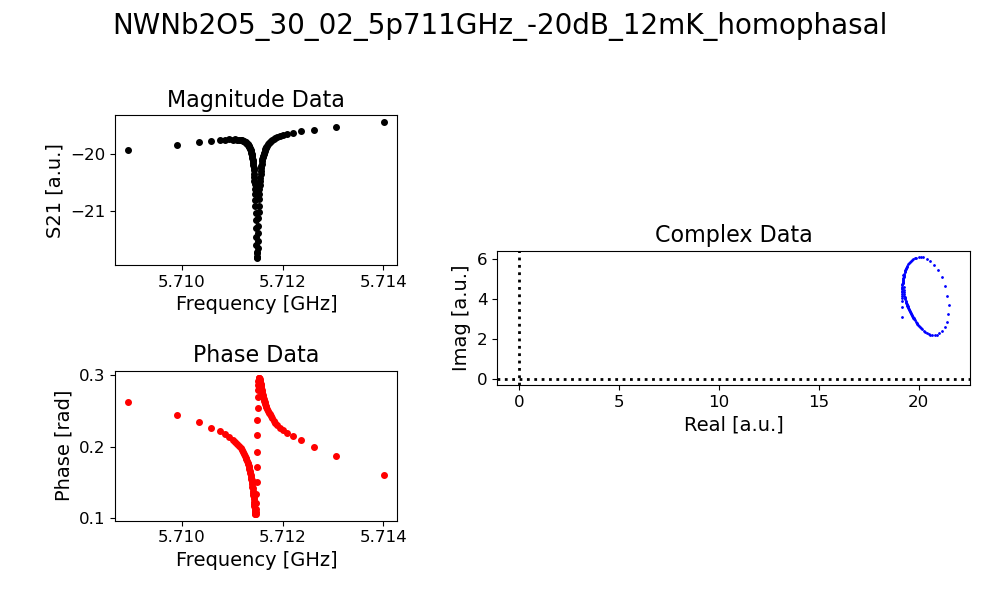 NWNb2O5_30_02_5p711GHz_-20dB_12mK_homophasal
Magnitude Data
S21 [a.u.]
−20
−21
5.710 5.712 5.714
Frequency [GHz]
Phase Data
Phase [rad]
0.3
0.2
0.1
5.710 5.712 5.714
Frequency [GHz]
Complex Data
Imag [a.u.]
6
4
2
0
0 5 10 15 20
Real [a.u.]